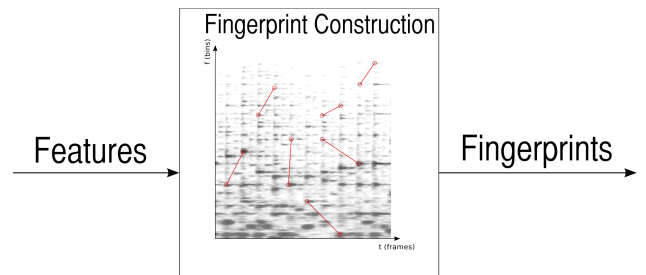 Fingerprint Construction
f (bins)
Features
Fingerprints
t (frames)